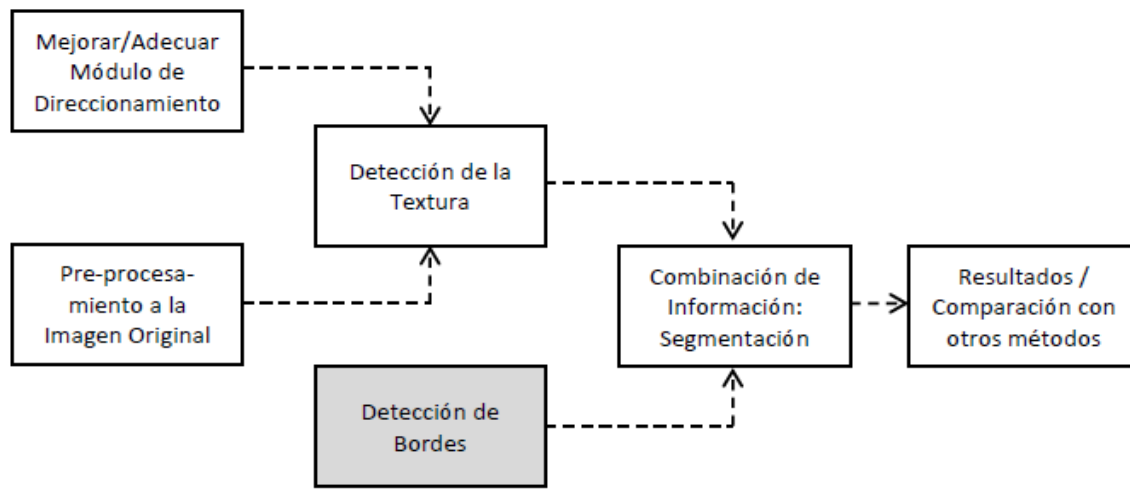 Mejorar/Adecuar
Módulo de
Direccionamiento
Detección de la
Textura
Pre-procesa-
miento a la
Imagen Original
Combinación de
Información:
Segmentación
Resultados /
Comparación con
otros métodos
Detección de
Bordes